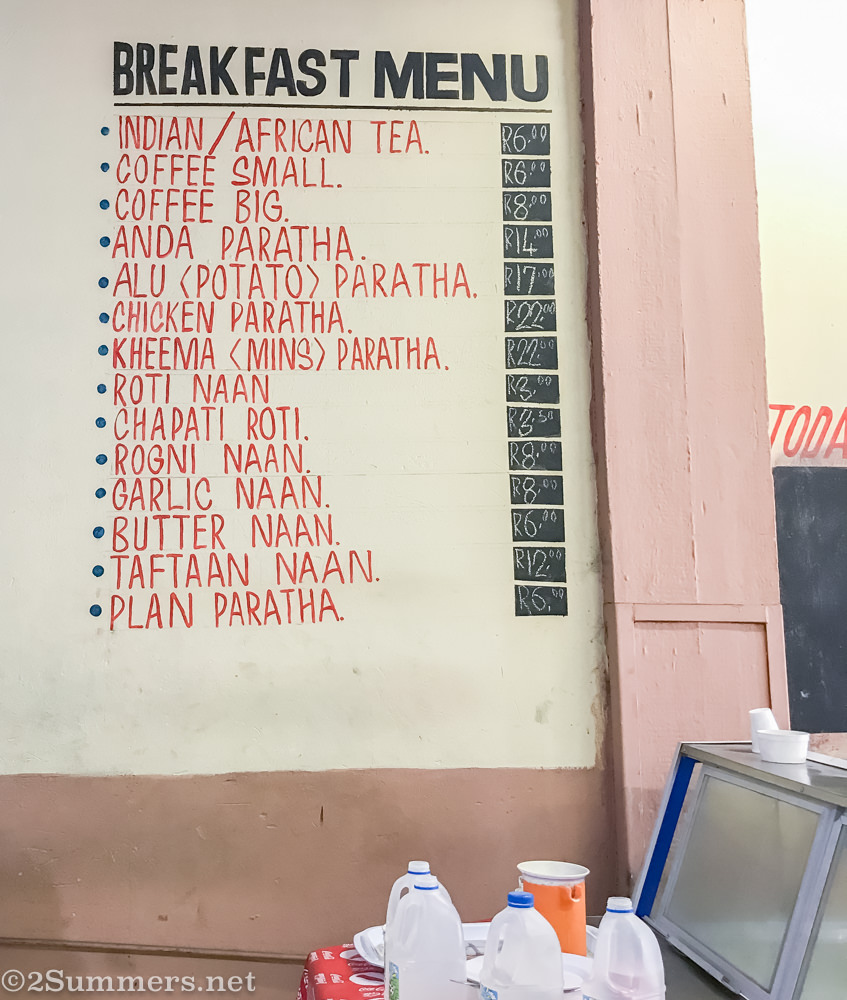 BREAKFAST MENU
INDIAN/AFRICAN TEA. R6.00
COFFEE SMALL. R6.00
COFFEE BIG. R8.00
ANDA PARATHA. R14.00
ALU <POTATO> PARATHA. R17.00
CHICKEN PARATHA. R22.00
KHEEMA <MINS> PARATHA. R22.00
ROTI NAAN R3.00
CHAPATI ROTI.
ROGNI NAAN. R8.00
GARLIC NAAN. R8.00
BUTTER NAAN. R6.00
TAFTAAN NAAN. R12.00
PLAN PARATHA. R6.00
TODA
©2Summers.net